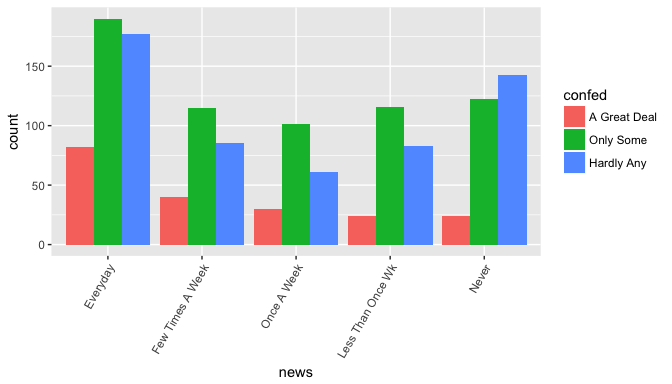 count
150
100
50
0
Everyday
Few Times A Week
Once A Week
Less Than Once Wk
Never
news
confed
A Great Deal
Only Some
Hardly Any